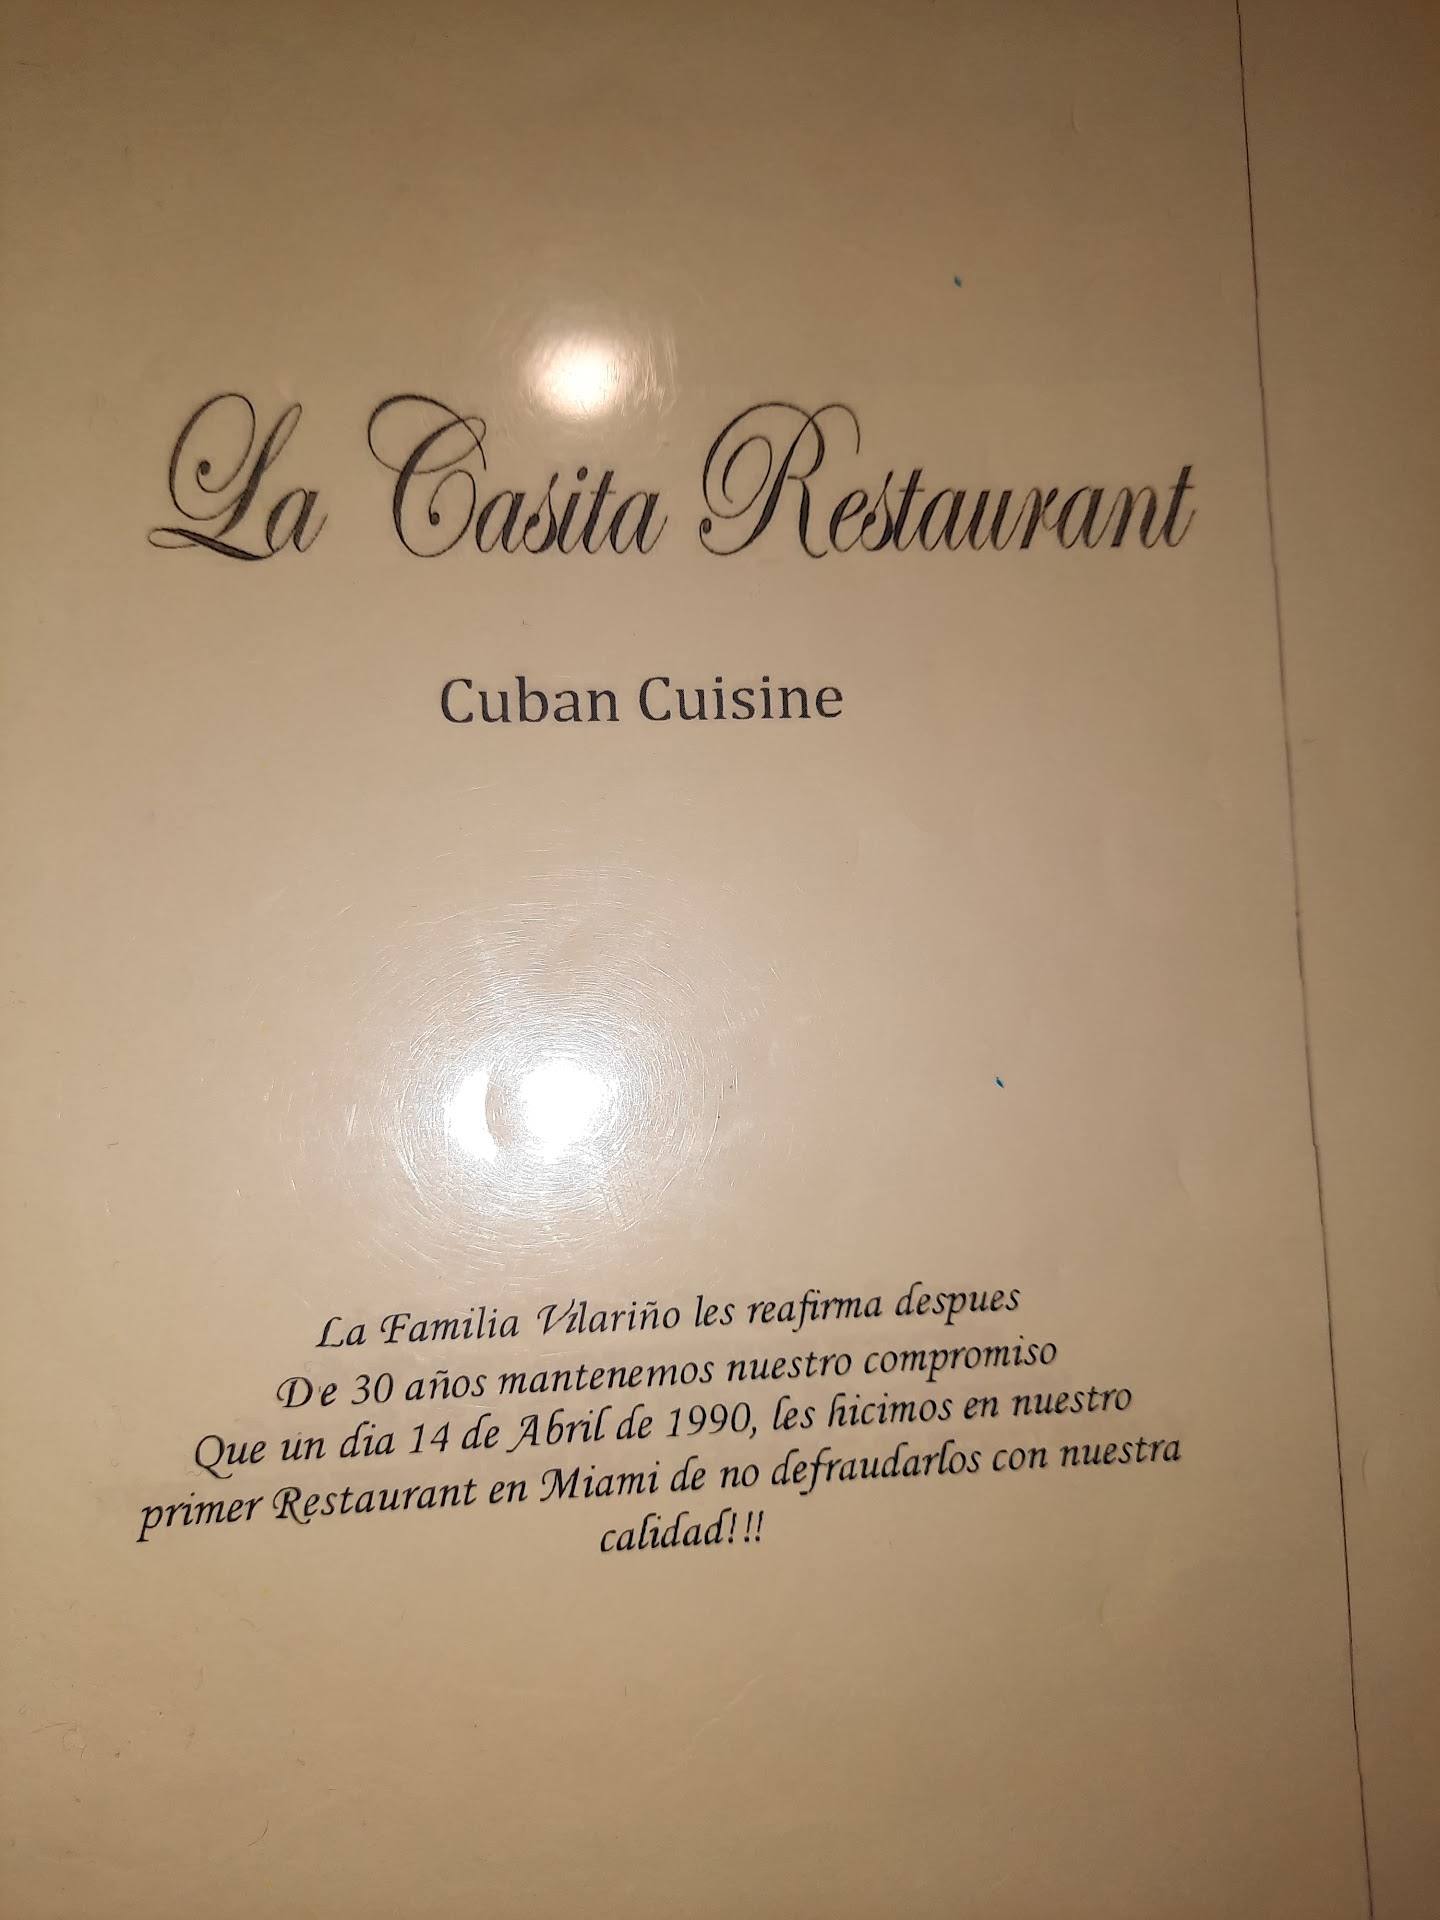 La Casita Restaurant
Cuban Cuisine
La Familia Vilariño les reafirma despues
De 30 años mantenemos nuestro compromiso
Que un dia 14 de Abril de 1990, les hicimos en nuestro
primer Restaurant en Miami de no defraudarlos con nuestra
calidad!!!